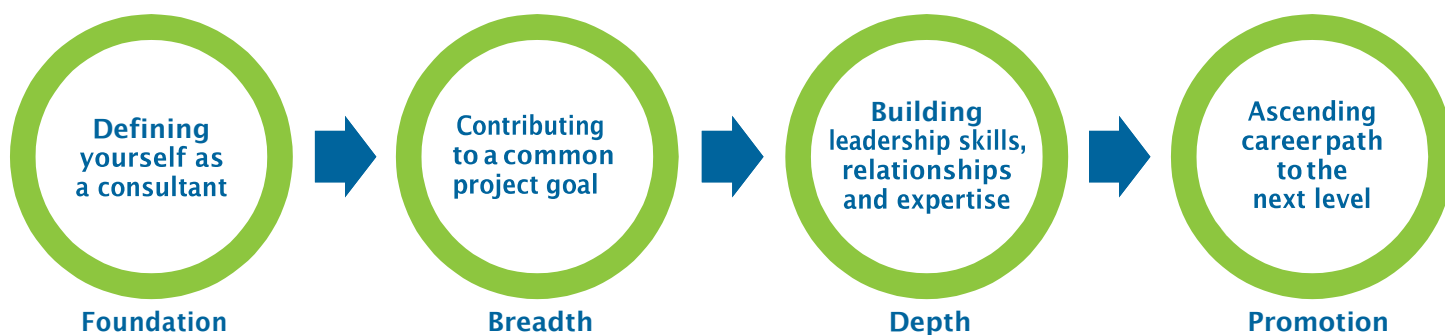 Defining
yourself as
a consultant
Contributing
to a common
project goal
Building
leadership skills,
relationships
and expertise
Ascending
career path
to the
next level
Foundation
Breadth
Depth
Promotion